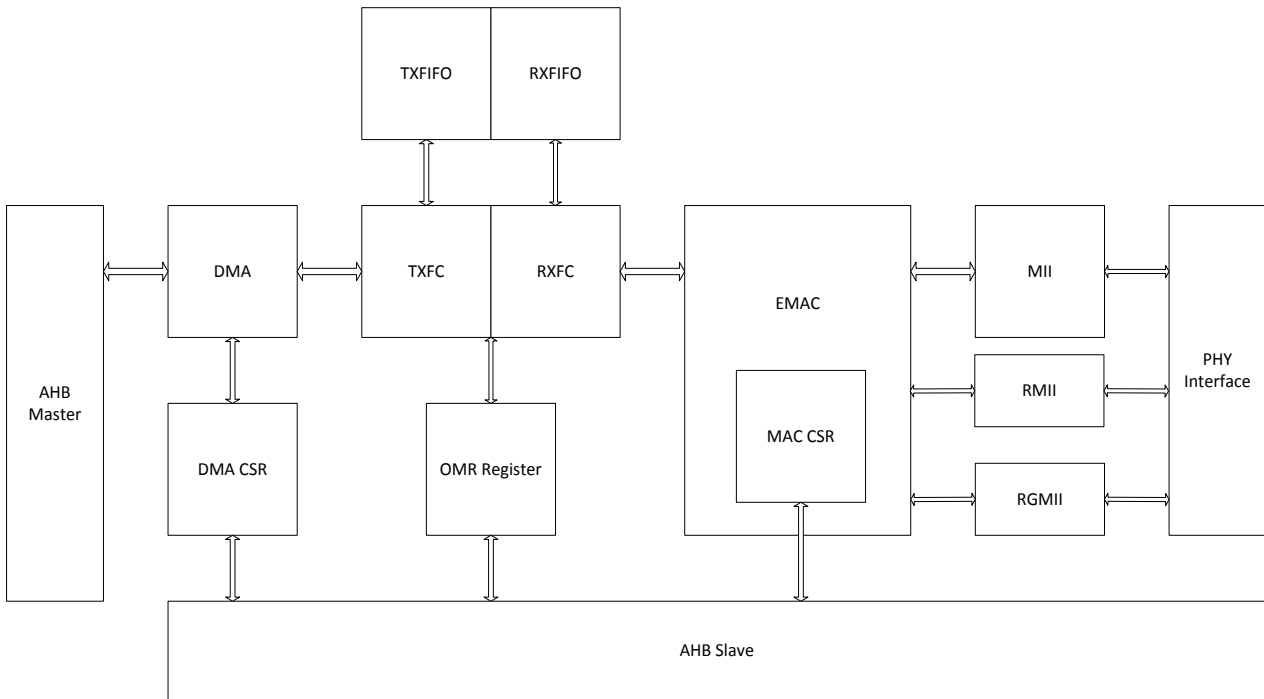 TXFIFO
RXFIFO
AHB
Master
DMA
TXFC
RXFC
EMAC
MII
PHY
Interface
RMII
DMA CSR
OMR Register
MAC CSR
RGMII
AHB Slave